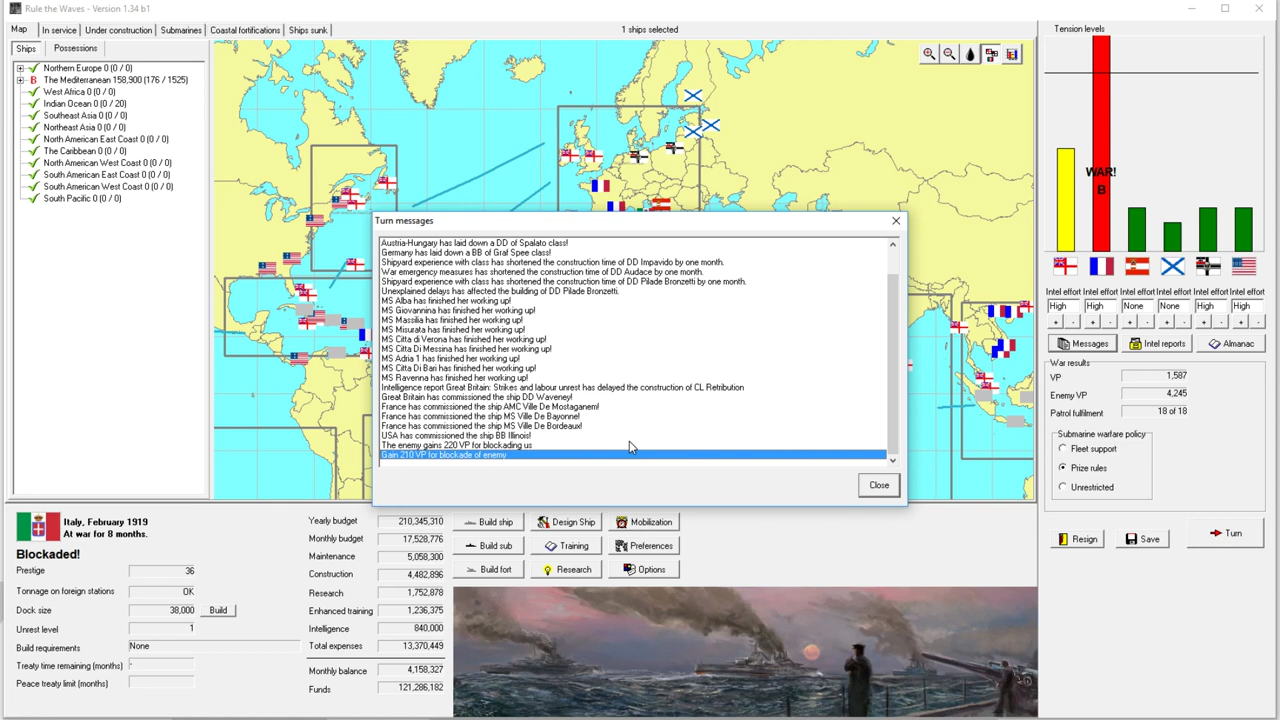 Rule the Waves - Version 1.34 b1
Map
In service
Under construction
Submarines
Coastal fortifications
Ships sunk
1 ships selected
Ships
Possessions
Northern Europe 0 (0 / 0)
B The Mediterranean 158,900 (176 / 1525)
West Africa 0 (0 / 0)
Indian Ocean 0 (0 / 20)
Southeast Asia 0 (0 / 0)
Northeast Asia 0 (0 / 0)
North American East Coast 0 (0 / 0)
The Caribbean 0 (0 / 0)
North American West Coast 0 (0 / 0)
South American East Coast 0 (0 / 0)
South American West Coast 0 (0 / 0)
South Pacific 0 (0 / 0)
Turn messages
Austria-Hungary has laid down a DD of Spalato class!
Germany has laid down a BB of Graf Spee class!
Shipyard experience with class has shortened the construction time of DD Impavido by one month.
War emergency measures has shortened the construction time of DD Audace by one month.
Shipyard experience with class has shortened the construction time of DD Pilade Bronzetti by one month.
Unexplained delays has affected the building of DD Pilade Bronzetti.
MS Alba has finished her working up!
MS Giovannina has finished her working up!
MS Massilia has finished her working up!
MS Misurata has finished her working up!
MS Citta di Verona has finished her working up!
MS Citta Di Messina has finished her working up!
MS Adria 1 has finished her working up!
MS Citta Di Bari has finished her working up!
MS Ravenna has finished her working up!
Intelligence report Great Britain: Strikes and labour unrest has delayed the construction of CL Retribution
Great Britain has commissioned the ship DD Waveney!
France has commissioned the ship AMC Ville De Mostaganem!
France has commissioned the ship MS Ville De Bayonne!
France has commissioned the ship MS Ville De Bordeaux!
USA has commissioned the ship BB Illinois!
The enemy gains 220 VP for blockading us
Gain 210 VP for blockade of enemy
Close
Tension levels
WAR!
B
Intel effort Intel effort Intel effort Intel effort Intel effort Intel effort
High High None None High High
+ - + - + - + - + - + -
Messages
Intel reports
Almanac
War results
VP 1,587
Enemy VP 4,245
Patrol fulfilment 18 of 18
Submarine warfare policy
Fleet support
Prize rules
Unrestricted
Resign
Save
Turn
Italy, February 1919
At war for 8 months.
Blockaded!
Prestige 36
Tonnage on foreign stations OK
Dock size 38,000 Build
Unrest level 1
Build requirements None
Treaty time remaining (months) -
Peace treaty limit (months)
Yearly budget 210,345,310
Monthly budget 17,528,776
Maintenance 5,058,300
Construction 4,482,896
Research 1,752,878
Enhanced training 1,236,375
Intelligence 840,000
Total expenses 13,370,449
Monthly balance 4,158,327
Funds 121,286,182
Build ship
Design Ship
Mobilization
Build sub
Training
Preferences
Build fort
Research
Options